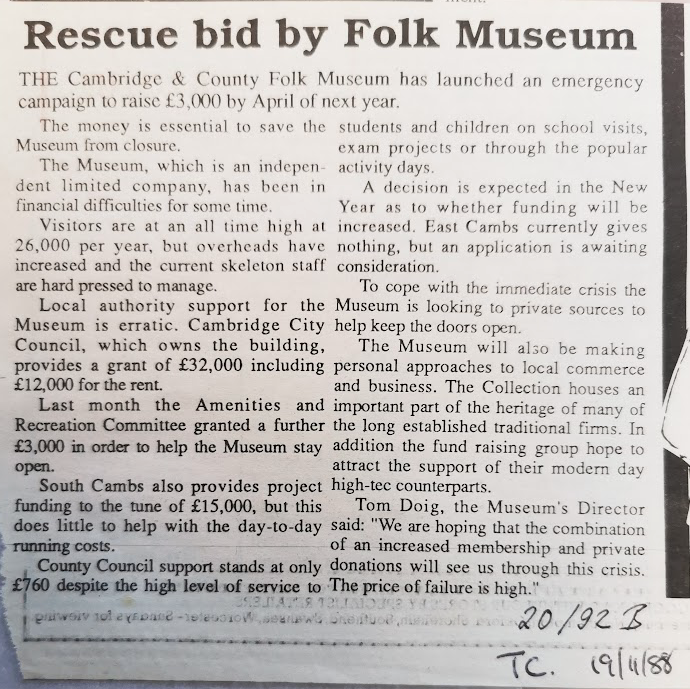 Rescue bid by Folk Museum
THE Cambridge & County Folk Museum has launched an emergency
campaign to raise £3,000 by April of next year.
The money is essential to save the
Museum from closure.
The Museum, which is an indepen-
dent limited company, has been in
financial difficulties for some time.
Visitors are at an all time high at
26,000 per year, but overheads have
increased and the current skeleton staff
are hard pressed to manage.
Local authority support for the
Museum is erratic. Cambridge City
Council, which owns the building,
provides a grant of £32,000 including
£12,000 for the rent.
Last month the Amenities and
Recreation Committee granted a further
£3,000 in order to help the Museum stay
open.
South Cambs also provides project
funding to the tune of £15,000, but this
does little to help with the day-to-day
running costs.
County Council support stands at only
£760 despite the high level of service to
students and children on school visits,
exam projects or through the popular
activity days.
A decision is expected in the New
Year as to whether funding will be
increased. East Cambs currently gives
nothing, but an application is awaiting
consideration.
To cope with the immediate crisis the
Museum is looking to private sources to
help keep the doors open.
The Museum will also be making
personal approaches to local commerce
and business. The Collection houses an
important part of the heritage of many of
the long established traditional firms. In
addition the fund raising group hope to
attract the support of their modern day
high-tec counterparts.
Tom Doig, the Museum's Director
said: "We are hoping that the combination
of an increased membership and private
donations will see us through this crisis.
The price of failure is high."
20/92 B
TC. 19/11/88